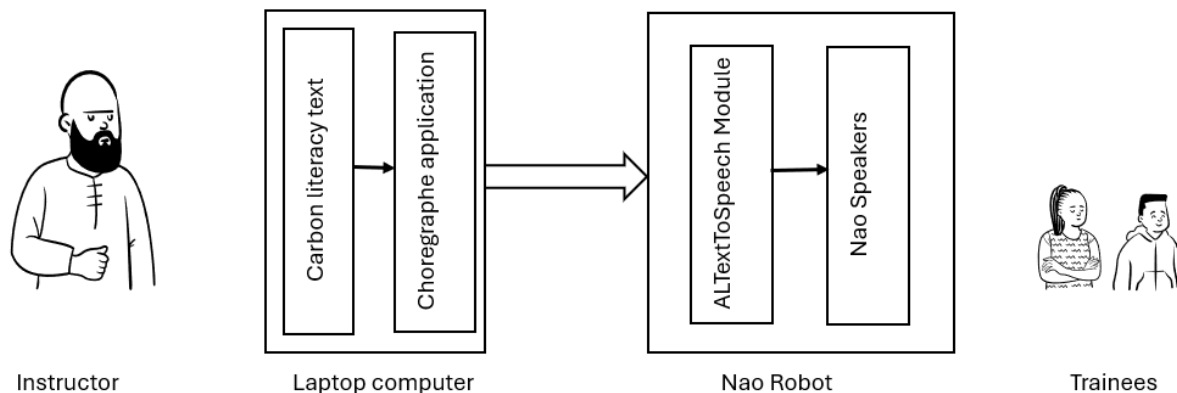 Carbon literacy text
Choregraphe application
ALTextToSpeech Module
Nao Speakers
Instructor
Laptop computer
Nao Robot
Trainees